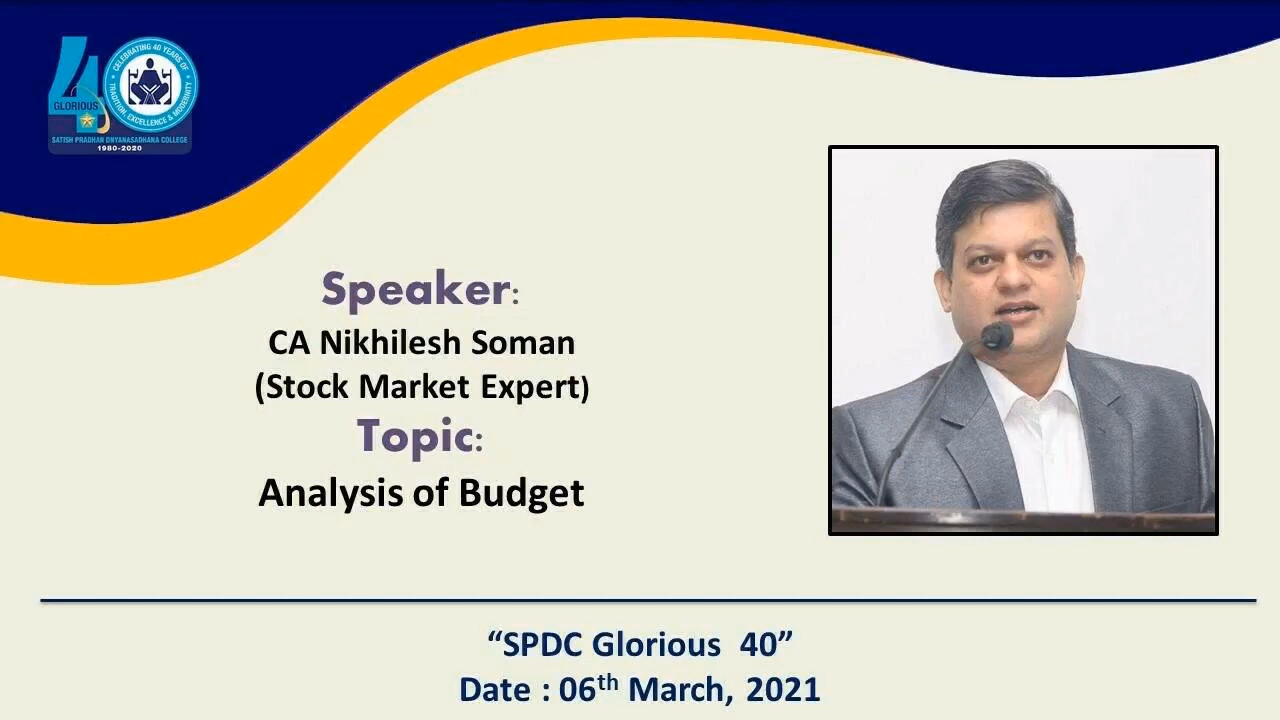 GLORIOUS
CELEBRATING 40 YEARS OF
TRADITION, EXCELLENCE & MODERNITY
SATISH PRADHAN DNYANASADHANA COLLEGE
1980-2020
Speaker:
CA Nikhilesh Soman
(Stock Market Expert)
Topic:
Analysis of Budget
“SPDC Glorious 40”
Date : 06th March, 2021